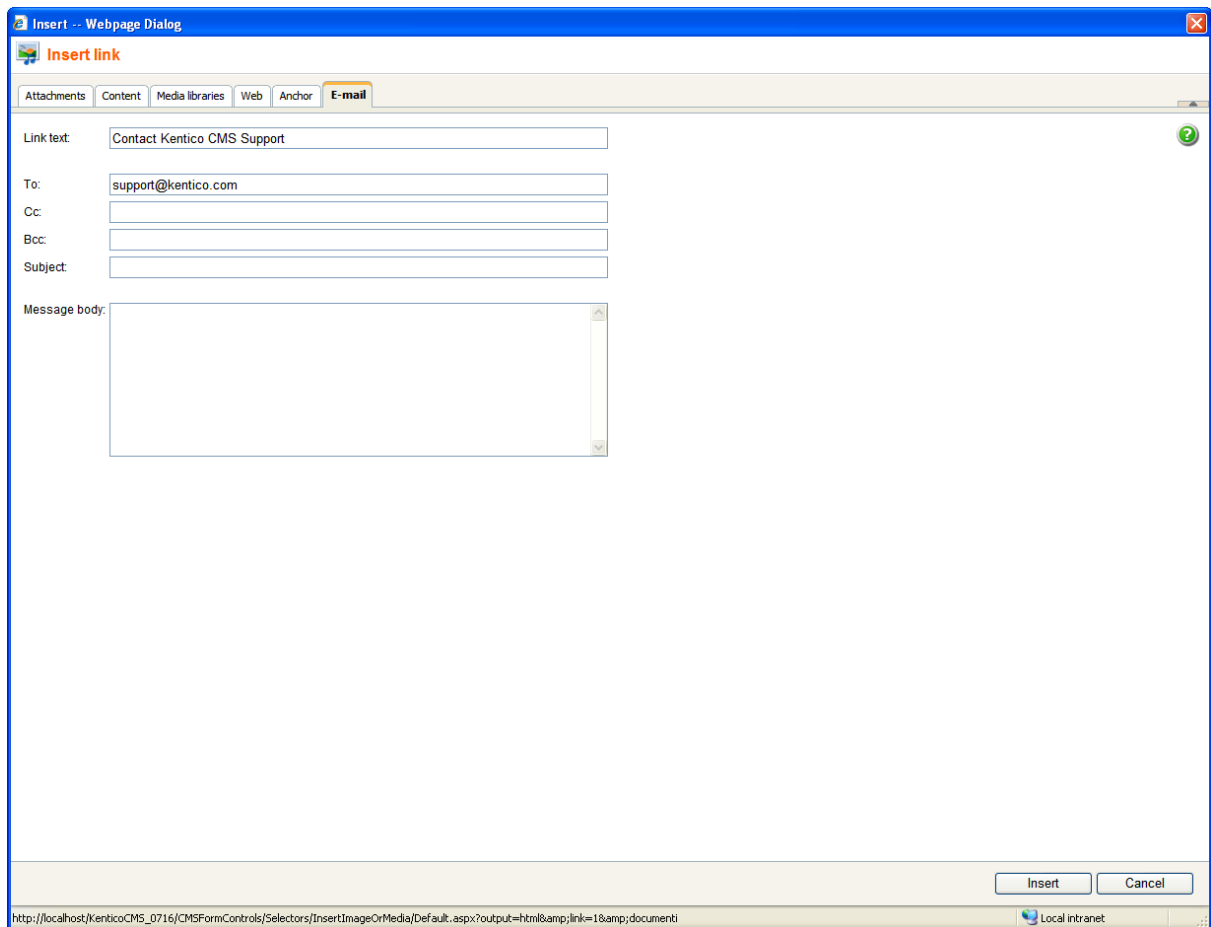 Insert -- Webpage Dialog
Insert link
Attachments Content Media libraries Web Anchor E-mail
Link text: Contact Kentico CMS Support
To: support@kentico.com
Cc:
Bcc:
Subject:
Message body:
Insert Cancel
http://localhost/KenticoCMS_0716/CMSFormControls/Selectors/InsertImageOrMedia/Default.aspx?output=html&amp;link=1&amp;documenti Local intranet